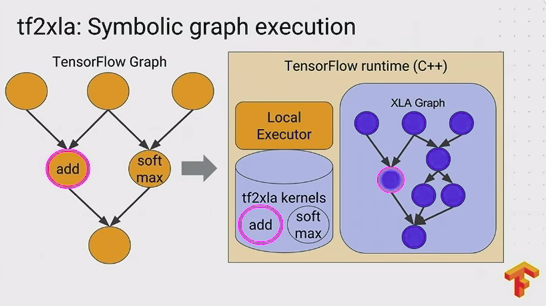 tf2xla: Symbolic graph execution
TensorFlow Graph
add
soft
max
TensorFlow runtime (C++)
Local
Executor
tf2xla kernels
add
soft
max
XLA Graph